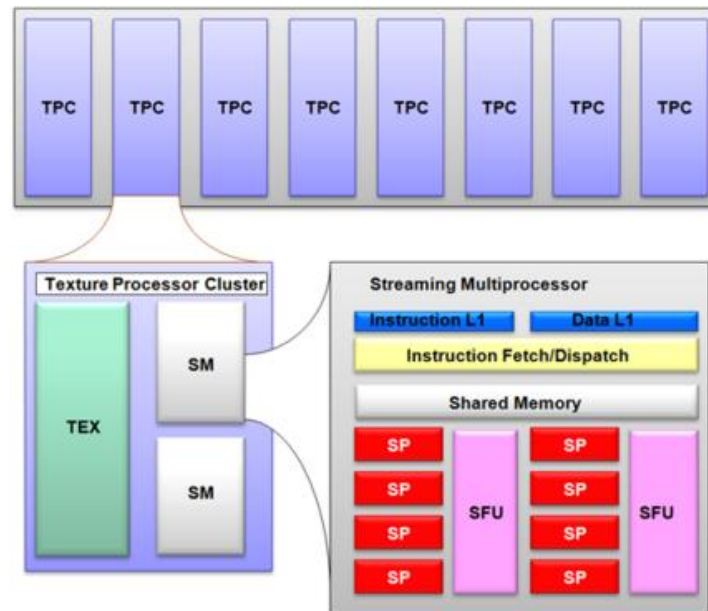 TPC TPC TPC TPC TPC TPC TPC TPC
Texture Processor Cluster
TEX
SM
SM
Streaming Multiprocessor
Instruction L1 Data L1
Instruction Fetch/Dispatch
Shared Memory
SP SP
SP SP
SFU SFU
SP SP
SP SP